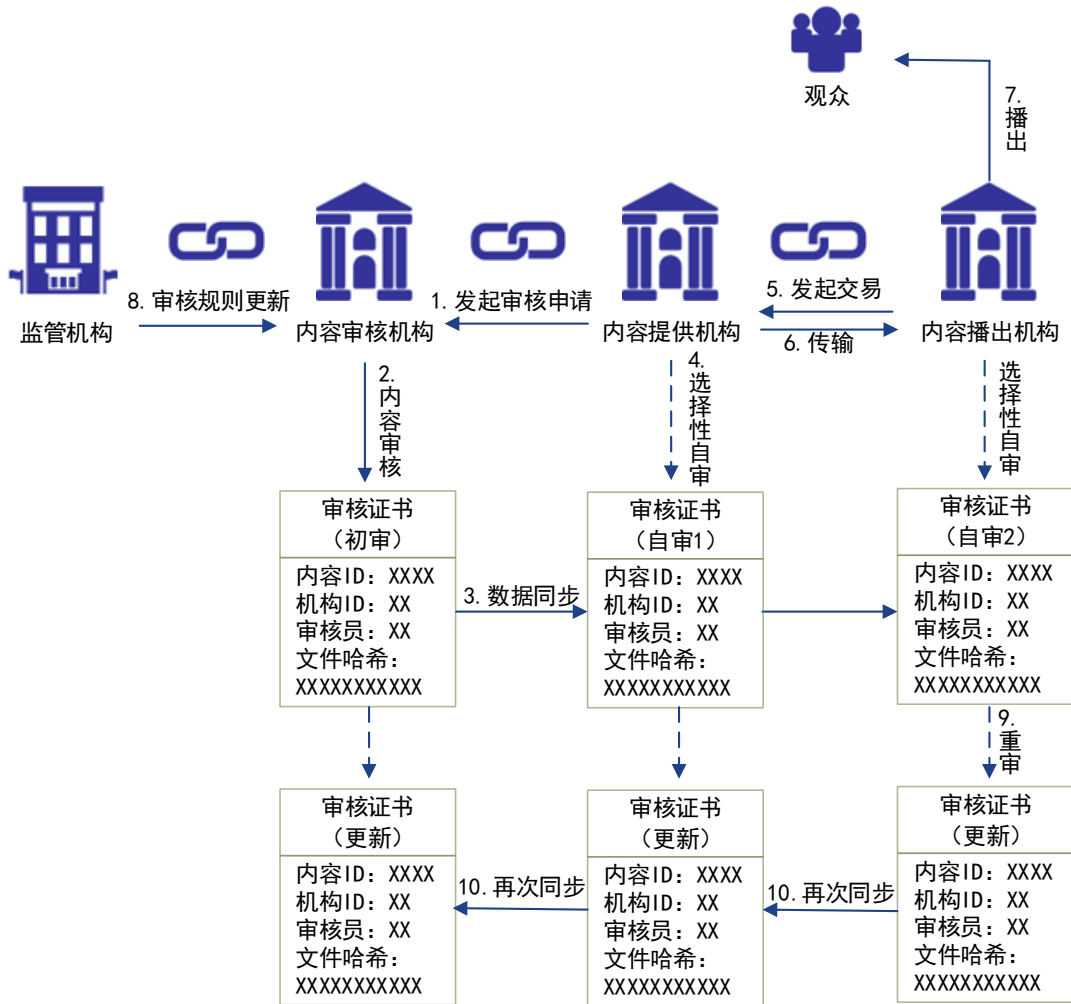 观众
7.播出
8.审核规则更新
1.发起审核申请
5.发起交易
6.传输
监管机构
内容审核机构
内容提供机构
内容播出机构
2.内容审核
4.选择性自审
选择性自审
审核证书
（初审）
内容ID：XXXX
机构ID：XX
审核员：XX
文件哈希：
XXXXXXXXXXX
3.数据同步
审核证书
（自审1）
内容ID：XXXX
机构ID：XX
审核员：XX
文件哈希：
XXXXXXXXXXX
审核证书
（自审2）
内容ID：XXXX
机构ID：XX
审核员：XX
文件哈希：
XXXXXXXXXXX
9.重审
审核证书
（更新）
内容ID：XXXX
机构ID：XX
审核员：XX
文件哈希：
XXXXXXXXXXX
10.再次同步
审核证书
（更新）
内容ID：XXXX
机构ID：XX
审核员：XX
文件哈希：
XXXXXXXXXXX
10.再次同步
审核证书
（更新）
内容ID：XXXX
机构ID：XX
审核员：XX
文件哈希：
XXXXXXXXXXX